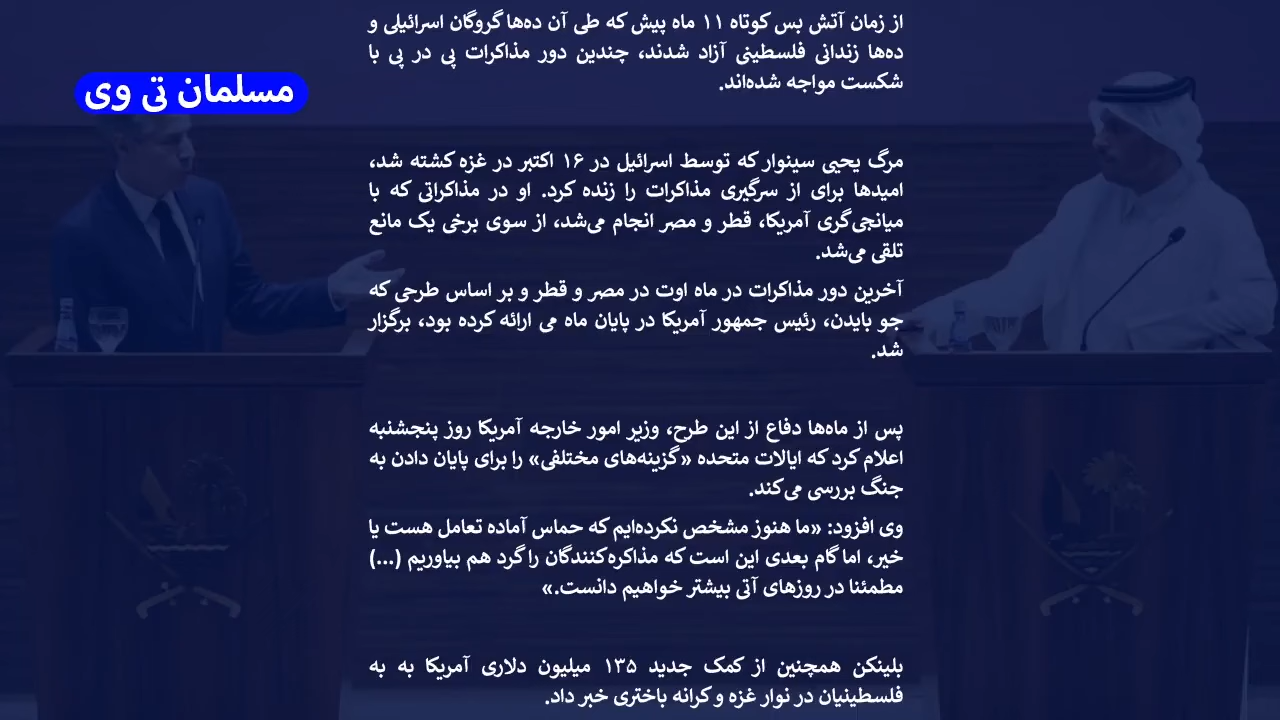 از زمان آتش بس کوتاه ۱۱ ماه پیش که طی آن ده‌ها گروگان اسرائیلی و
ده‌ها زندانی فلسطینی آزاد شدند، چندین دور مذاکرات پی در پی با
شکست مواجه شده‌اند.
مسلمان تی وی
مرگ یحیی سینوار که توسط اسرائیل در ۱۶ اکتبر در غزه کشته شد،
امیدها برای از سرگیری مذاکرات را زنده کرد. او در مذاکراتی که با
میانجی‌گری آمریکا، قطر و مصر انجام می‌شد، از سوی برخی یک مانع
تلقی می‌شد.
آخرین دور مذاکرات در ماه اوت در مصر و قطر و بر اساس طرحی که
جو بایدن، رئیس جمهور آمریکا در پایان ماه می ارائه کرده بود، برگزار
شد.
پس از ماه‌ها دفاع از این طرح، وزیر امور خارجه آمریکا روز پنجشنبه
اعلام کرد که ایالات متحده «گزینه‌های مختلفی» را برای پایان دادن به
جنگ بررسی می‌کند.
وی افزود: «ما هنوز مشخص نکرده‌ایم که حماس آماده تعامل هست یا
خیر، اما گام بعدی این است که مذاکره‌کنندگان را گرد هم بیاوریم (...)
مطمئنا در روزهای آتی بیشتر خواهیم دانست.»
بلینکن همچنین از کمک جدید ۱۳۵ میلیون دلاری آمریکا به به
فلسطینیان در نوار غزه و کرانه باختری خبر داد.